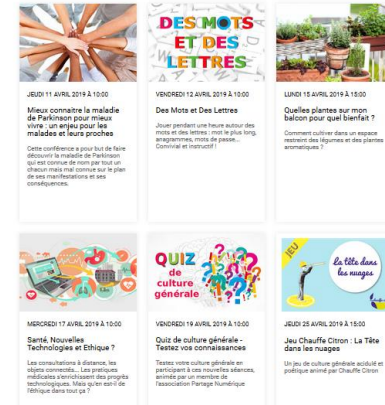 DES MOTS
ET DES
LETTRES
JEUDI 11 AVRIL 2019 À 10:00
Mieux connaitre la maladie
de Parkinson pour mieux
vivre : un enjeu pour les
malades et leurs proches
Cette conférence a pour but de faire
découvrir la maladie de Parkinson
qui est connue de nom par tout un
chacun mais mal connue sur le plan
de ses manifestations et ses
conséquences.
VENDREDI 12 AVRIL 2019 À 10:00
Des Mots et Des Lettres
Jouer pendant une heure autour des
mots et des lettres : mot le plus long,
anagrammes, mots de passe...
Convivial et instructif !
LUNDI 15 AVRIL 2019 À 15:00
Quelles plantes sur mon
balcon pour quel bienfait ?
Comment cultiver dans un espace
restreint des légumes et des plantes
aromatiques ?
QUIZ
de
culture
générale
JEU
La tête dans
les nuages
MERCREDI 17 AVRIL 2019 À 10:00
Santé, Nouvelles
Technologies et Ethique ?
Les consultations à distance, les
objets connectés... Les pratiques
médicales s'enrichissent des progrès
technologiques. Mais qu'en est-il de
l'éthique dans tout ça ?
VENDREDI 19 AVRIL 2019 À 10:00
Quiz de culture générale -
Testez vos connaissances
Testez votre culture générale en
participant à ces nouvelles séances,
animée par un membre de
l'association Partage Numérique
JEUDI 25 AVRIL 2019 À 15:00
Jeu Chauffe Citron : La Tête
dans les nuages
Un jeu de culture générale acidulé et
poétique animé par Chauffe Citron